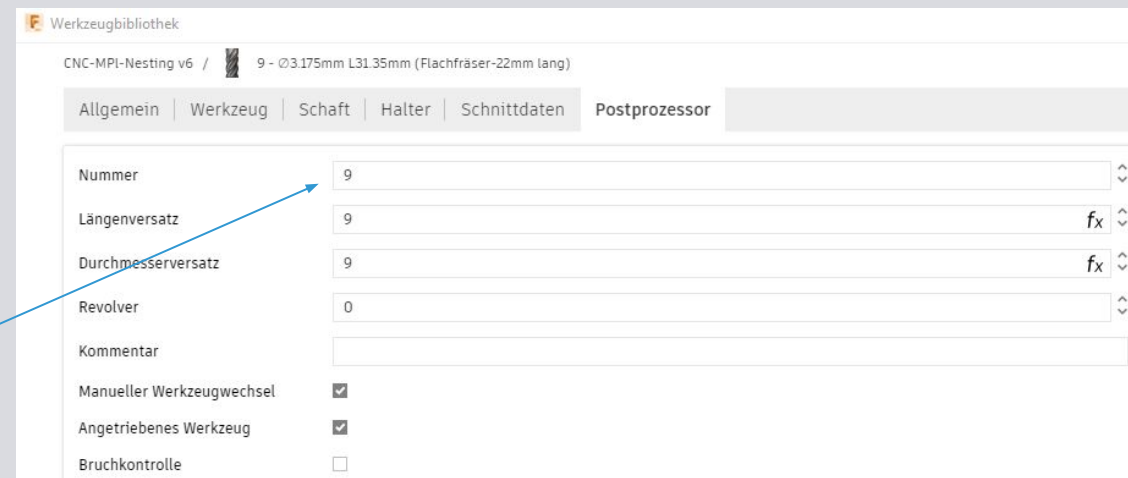 Werkzeugbibliothek
CNC-MPI-Nesting v6 / 9 - Ø3.175mm L31.35mm (Flachfräser-22mm lang)
Allgemein | Werkzeug | Schaft | Halter | Schnittdaten Postprozessor
Nummer 9
Längenversatz 9 fx
Durchmesserversatz 9 fx
Revolver 0
Kommentar
Manueller Werkzeugwechsel
Angetriebenes Werkzeug
Bruchkontrolle